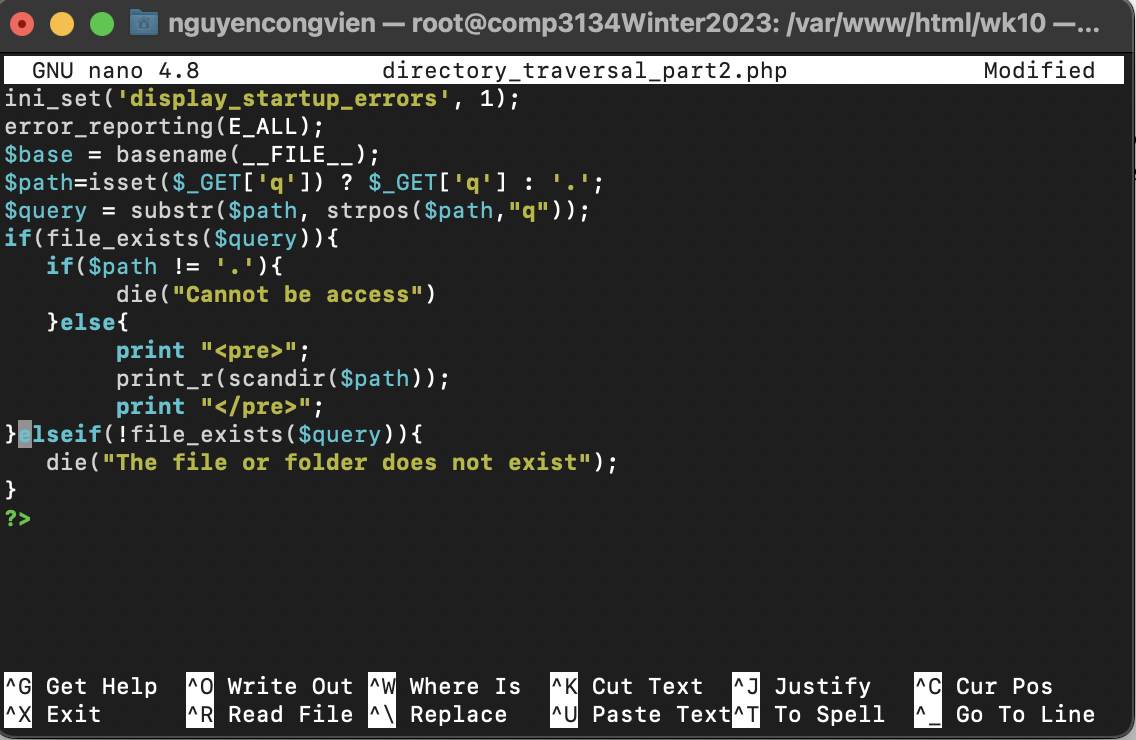 nguyencongvien — root@comp3134Winter2023: /var/www/html/wk10 —...
GNU nano 4.8 directory_traversal_part2.php Modified
ini_set('display_startup_errors', 1);
error_reporting(E_ALL);
$base = basename(__FILE__);
$path=isset($_GET['q']) ? $_GET['q'] : '.';
$query = substr($path, strpos($path,"q"));
if(file_exists($query)){
   if($path != '.'){
        die("Cannot be access")
   }else{
        print "<pre>";
        print_r(scandir($path));
        print "</pre>";
}elseif(!file_exists($query)){
   die("The file or folder does not exist");
}
?>
^G Get Help ^O Write Out ^W Where Is ^K Cut Text ^J Justify ^C Cur Pos
^X Exit ^R Read File ^\ Replace ^U Paste Text ^T To Spell ^_ Go To Line